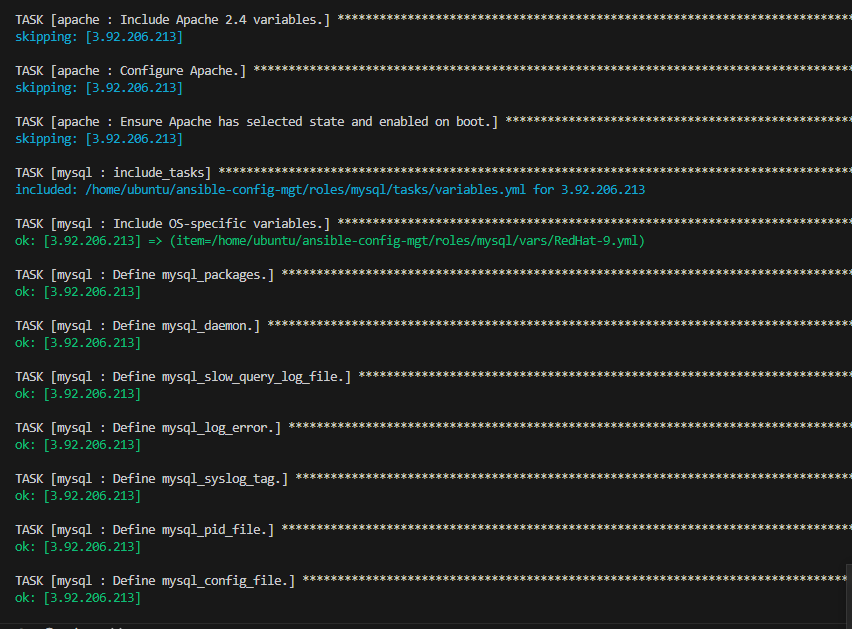 TASK [apache : Include Apache 2.4 variables.] *************************************************************************
skipping: [3.92.206.213]
TASK [apache : Configure Apache.] *************************************************************************************
skipping: [3.92.206.213]
TASK [apache : Ensure Apache has selected state and enabled on boot.] *************************************************
skipping: [3.92.206.213]
TASK [mysql : include_tasks] ******************************************************************************************
included: /home/ubuntu/ansible-config-mgt/roles/mysql/tasks/variables.yml for 3.92.206.213
TASK [mysql : Include OS-specific variables.] *************************************************************************
ok: [3.92.206.213] => (item=/home/ubuntu/ansible-config-mgt/roles/mysql/vars/RedHat-9.yml)
TASK [mysql : Define mysql_packages.] *********************************************************************************
ok: [3.92.206.213]
TASK [mysql : Define mysql_daemon.] ***********************************************************************************
ok: [3.92.206.213]
TASK [mysql : Define mysql_slow_query_log_file.] **********************************************************************
ok: [3.92.206.213]
TASK [mysql : Define mysql_log_error.] ********************************************************************************
ok: [3.92.206.213]
TASK [mysql : Define mysql_syslog_tag.] *******************************************************************************
ok: [3.92.206.213]
TASK [mysql : Define mysql_pid_file.] *********************************************************************************
ok: [3.92.206.213]
TASK [mysql : Define mysql_config_file.] ******************************************************************************
ok: [3.92.206.213]